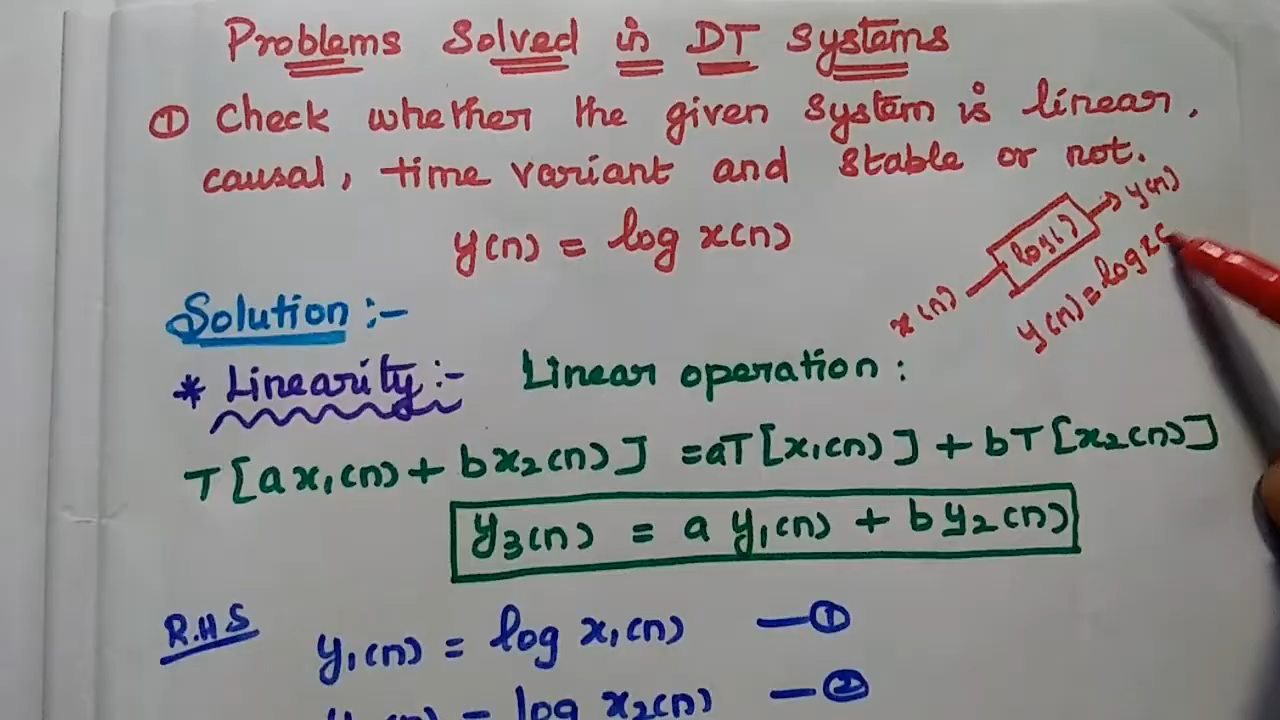 Problems Solved in DT Systems
① Check whether the given system is linear,
causal, time variant and stable or not.
y(n) = log x(n)
x(n)
log( )
y(n)
y(n) = log x(
Solution :-
* Linearity :- Linear operation :
T[ax₁(n) + bx₂(n)] = aT[x₁(n)] + bT[x₂(n)]
y₃(n) = a y₁(n) + b y₂(n)
R.H.S
y₁(n) = log x₁(n) —①
= log x₂(n) —②